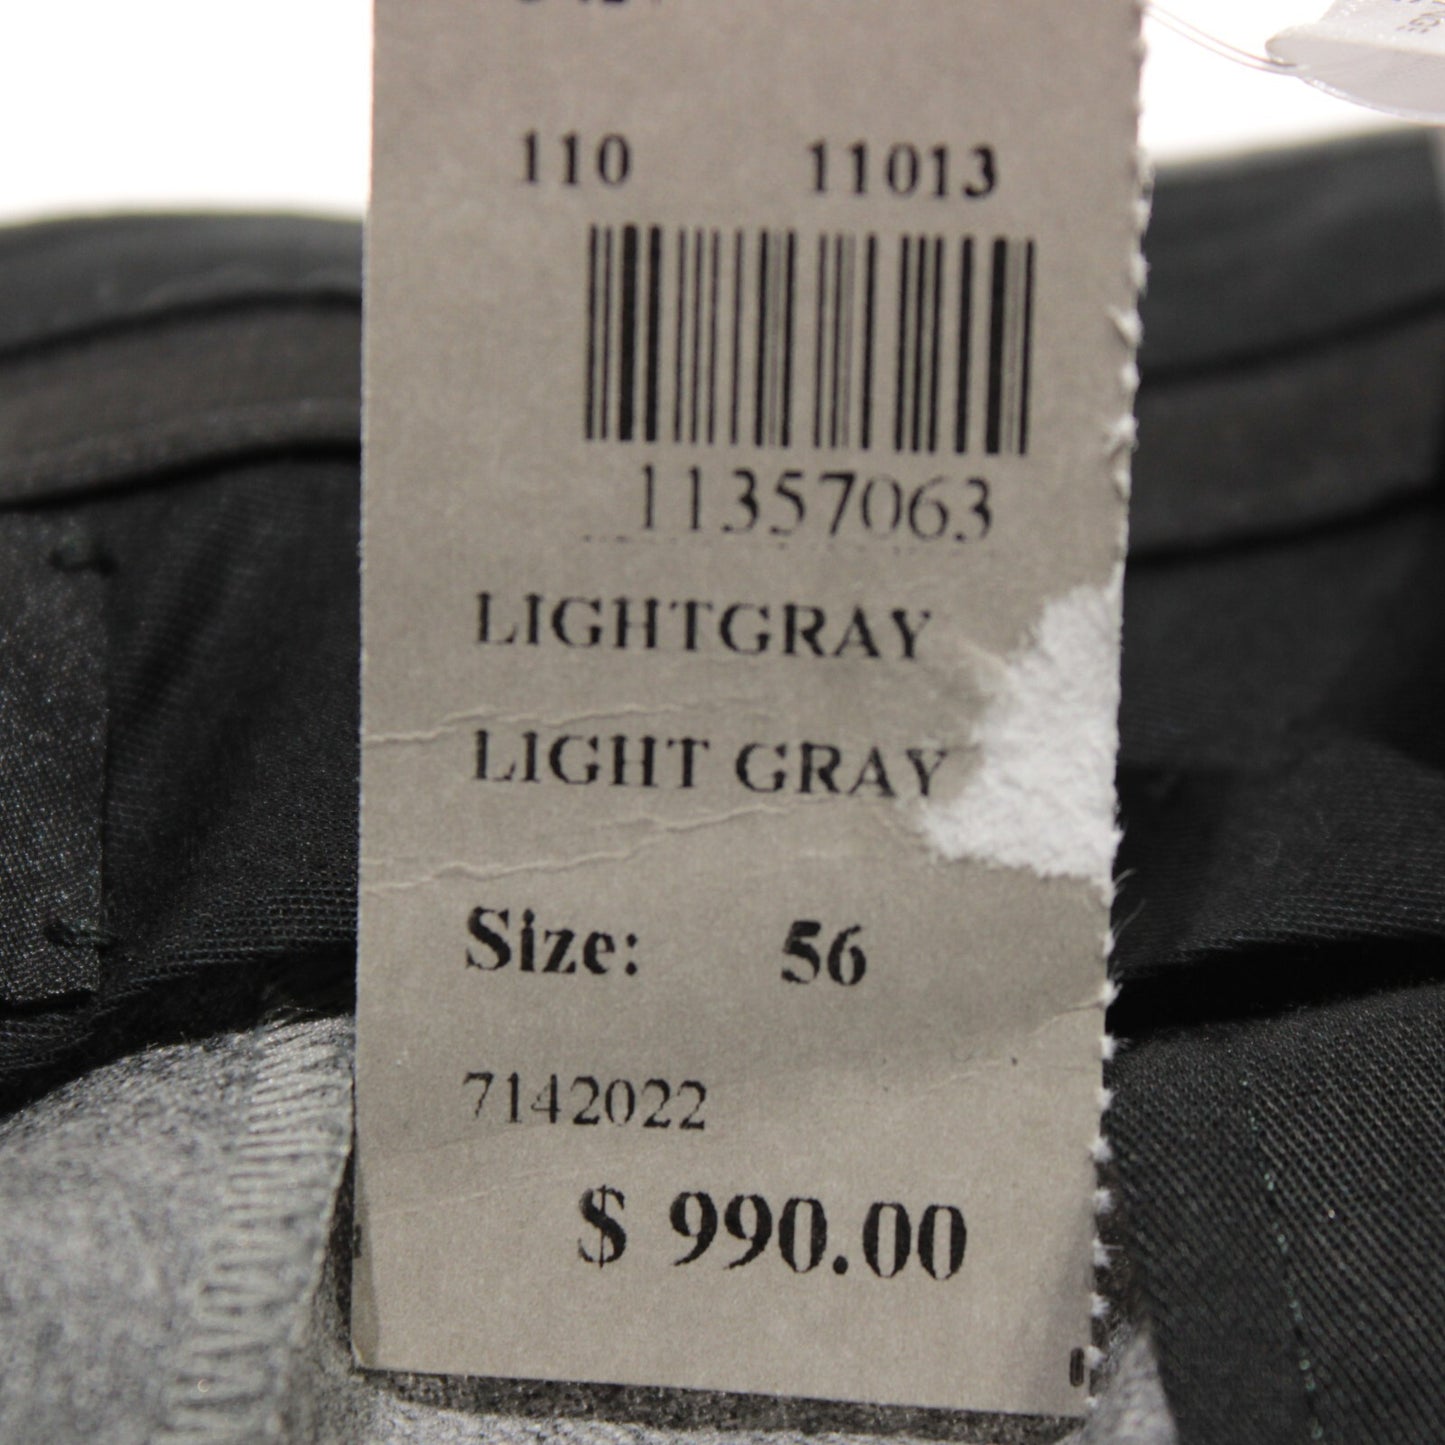 110 11013
11357063
LIGHTGRAY
LIGHT GRAY
Size: 56
7142022
$ 990.00